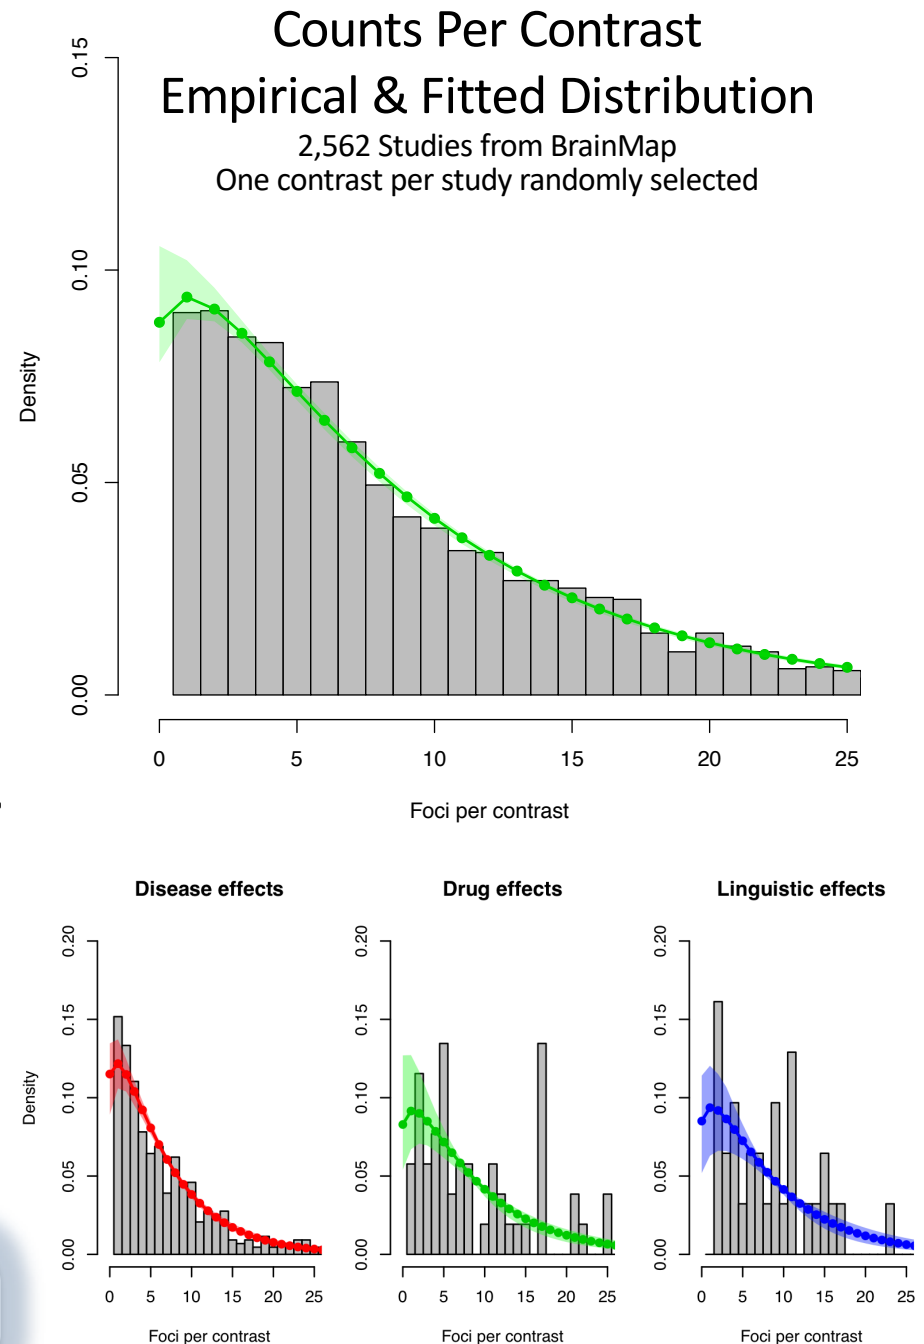 Counts Per Contrast
Empirical & Fitted Distribution
2,562 Studies from BrainMap
One contrast per study randomly selected
0.15
0.10
0.05
0.00
Density
0 5 10 15 20 25
Foci per contrast
Disease effects
0.20
0.15
0.10
0.05
0.00
Density
0 5 10 15 20 25
Foci per contrast
Drug effects
0.20
0.15
0.10
0.05
0.00
0 5 10 15 20 25
Foci per contrast
Linguistic effects
0.20
0.15
0.10
0.05
0.00
0 5 10 15 20 25
Foci per contrast